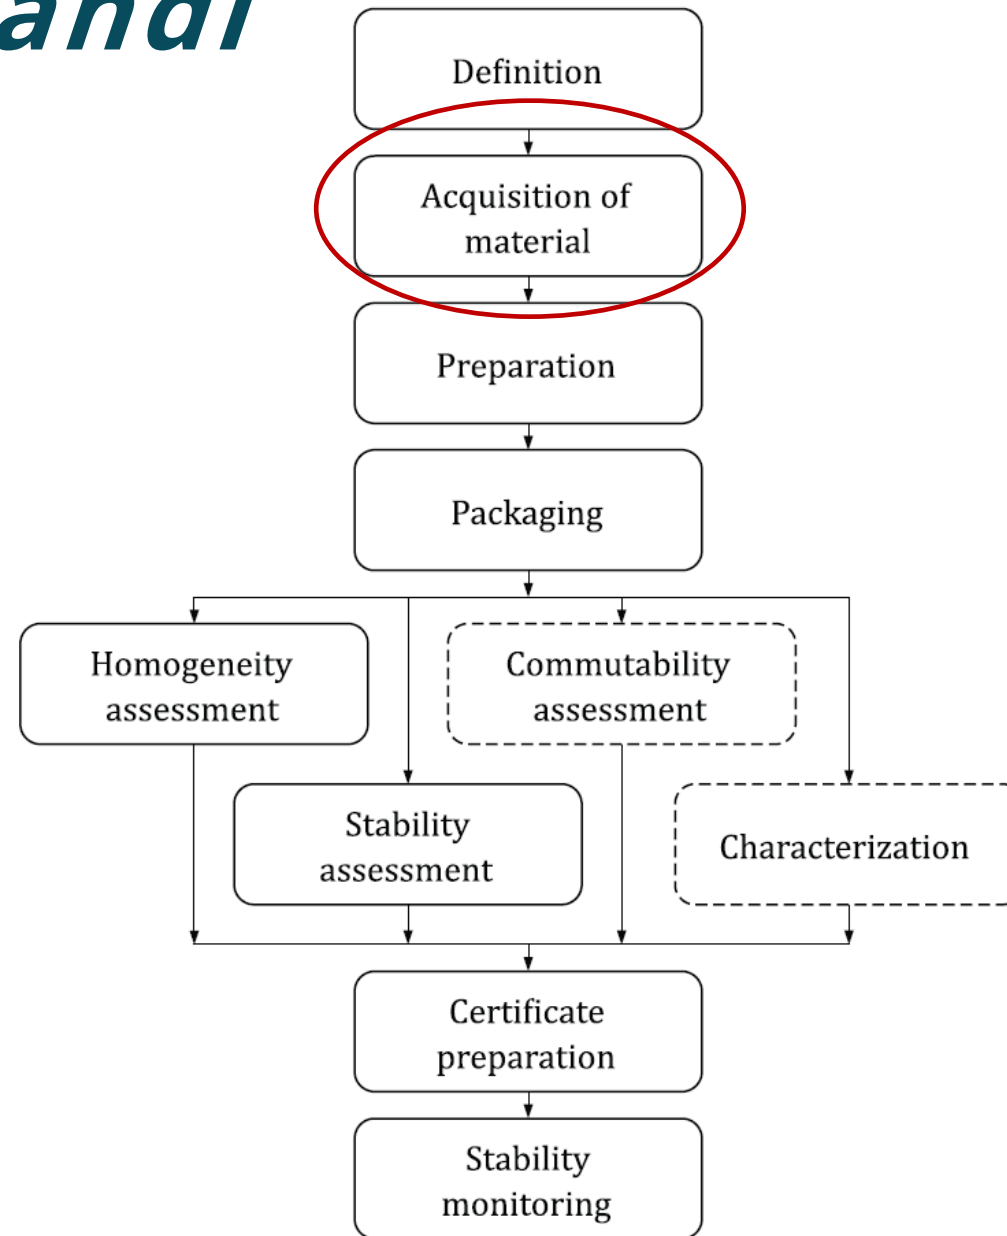 andi
Definition
Acquisition of
material
Preparation
Packaging
Homogeneity
assessment
Commutability
assessment
Stability
assessment
Characterization
Certificate
preparation
Stability
monitoring